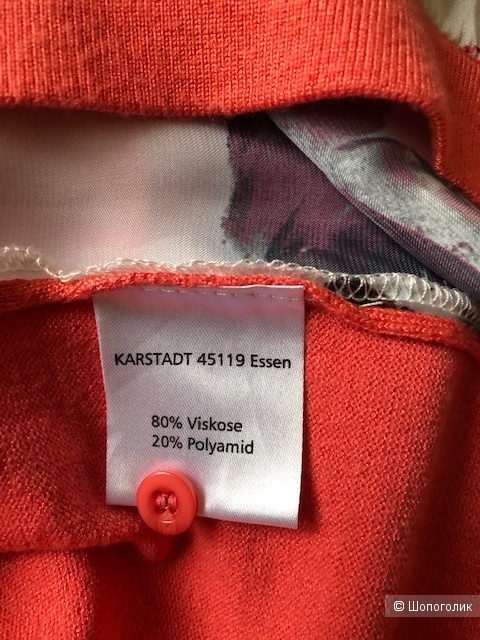 KARSTADT 45119 Essen
80% Viskose
20% Polyamid
© Шопоголик